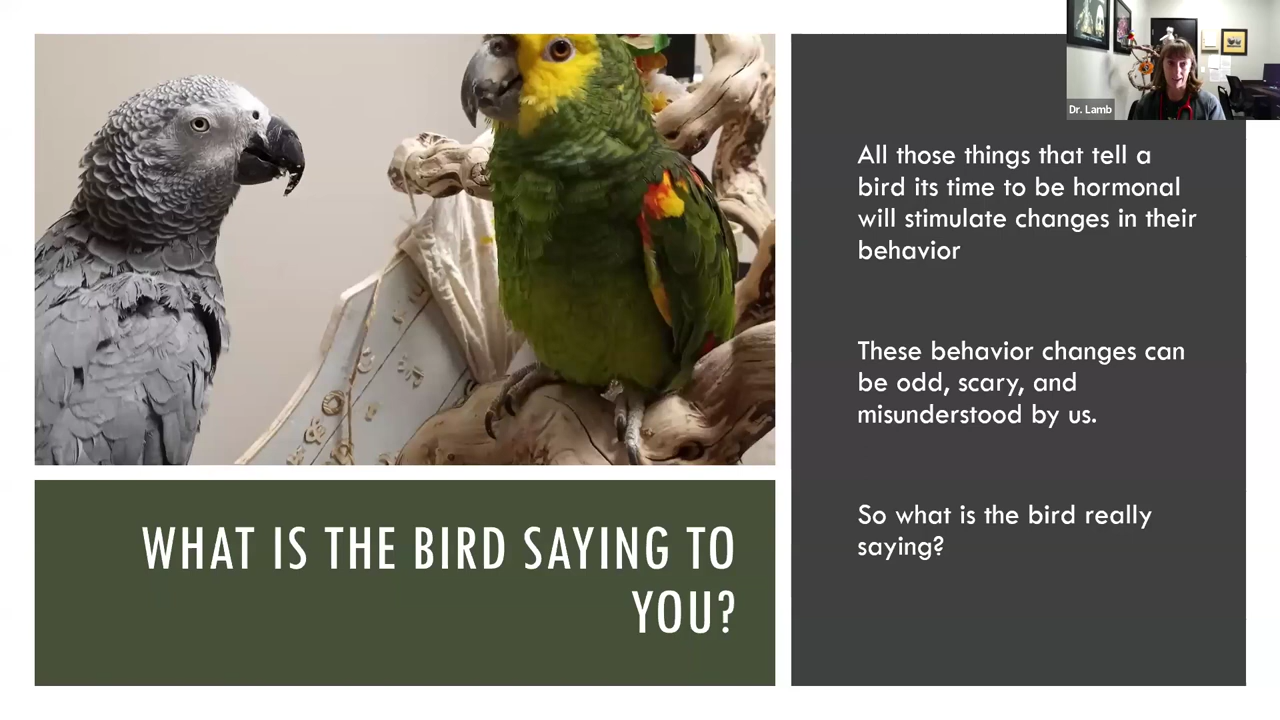 Dr. Lamb
All those things that tell a
bird its time to be hormonal
will stimulate changes in their
behavior
These behavior changes can
be odd, scary, and
misunderstood by us.
So what is the bird really
saying?
WHAT IS THE BIRD SAYING TO
YOU?